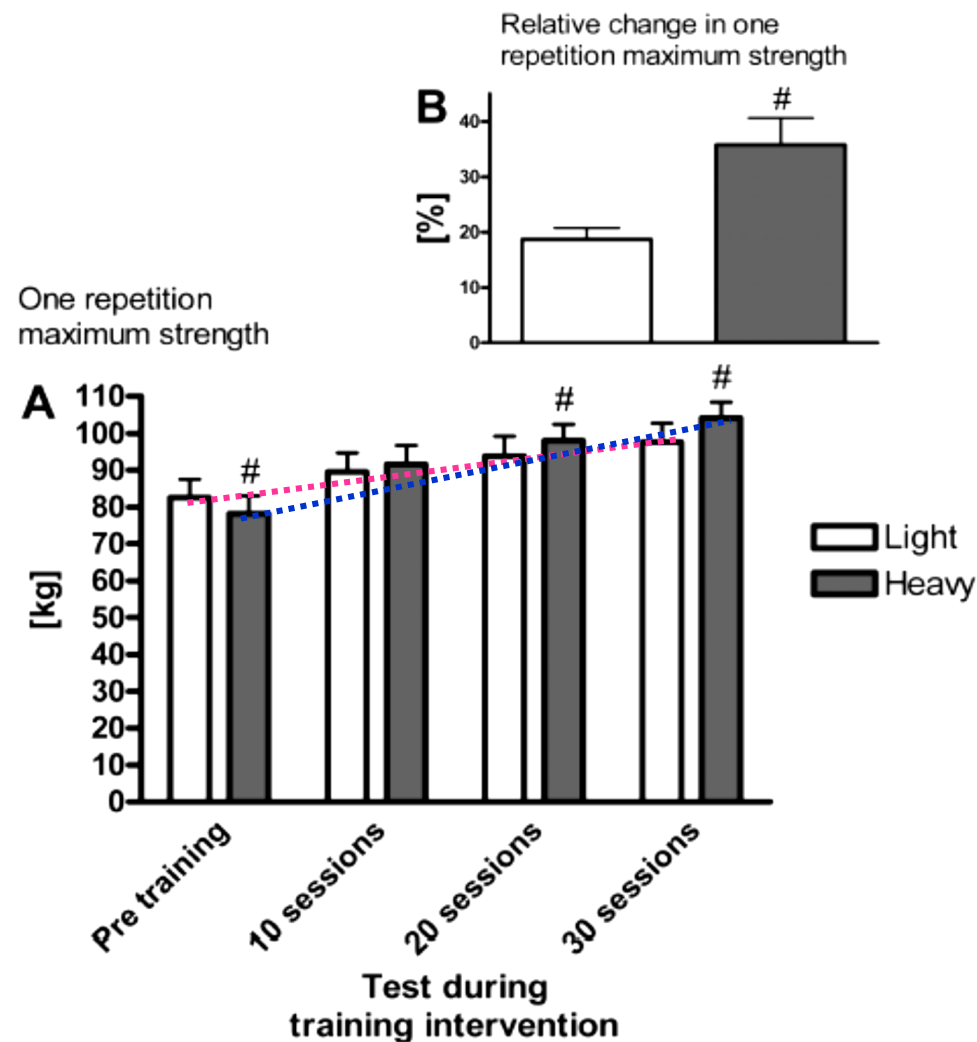 Relative change in one
repetition maximum strength
B
#
40
30
[%]
20
10
0
One repetition
maximum strength
A
110
100
90
80
70
60
50
40
30
20
10
0
[kg]
#
#
#
Light
Heavy
Pre training
10 sessions
20 sessions
30 sessions
Test during
training intervention